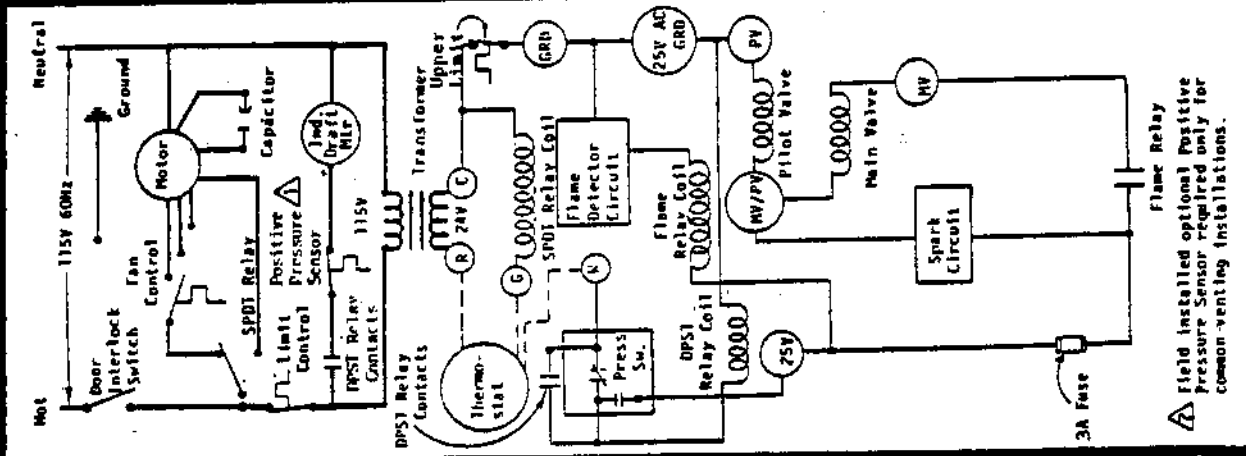 Hot
115V 60Hz
Neutral
Door
Interlock
Switch
Ground
Fan
Control
Motor
Capacitor
SPDT Relay
Positive
Pressure
Sensor
Ind.
Draft
Mtr
Limit
Control
DPST Relay
Contacts
115V
Transformer
24V
R
C
Upper
Limit
DPST Relay
Contacts
Thermo-
stat
G
SPDT Relay Coil
GRD
W
Press
Sw.
Flame
Detector
Circuit
Flame
Relay Coil
25V AC
GRD
DPST
Relay Coil
25V
PV
Pilot Valve
MV/PV
Main Valve
MV
Spark
Circuit
3A Fuse
Flame Relay
Field installed optional Positive
Pressure Sensor required only for
common venting installations.